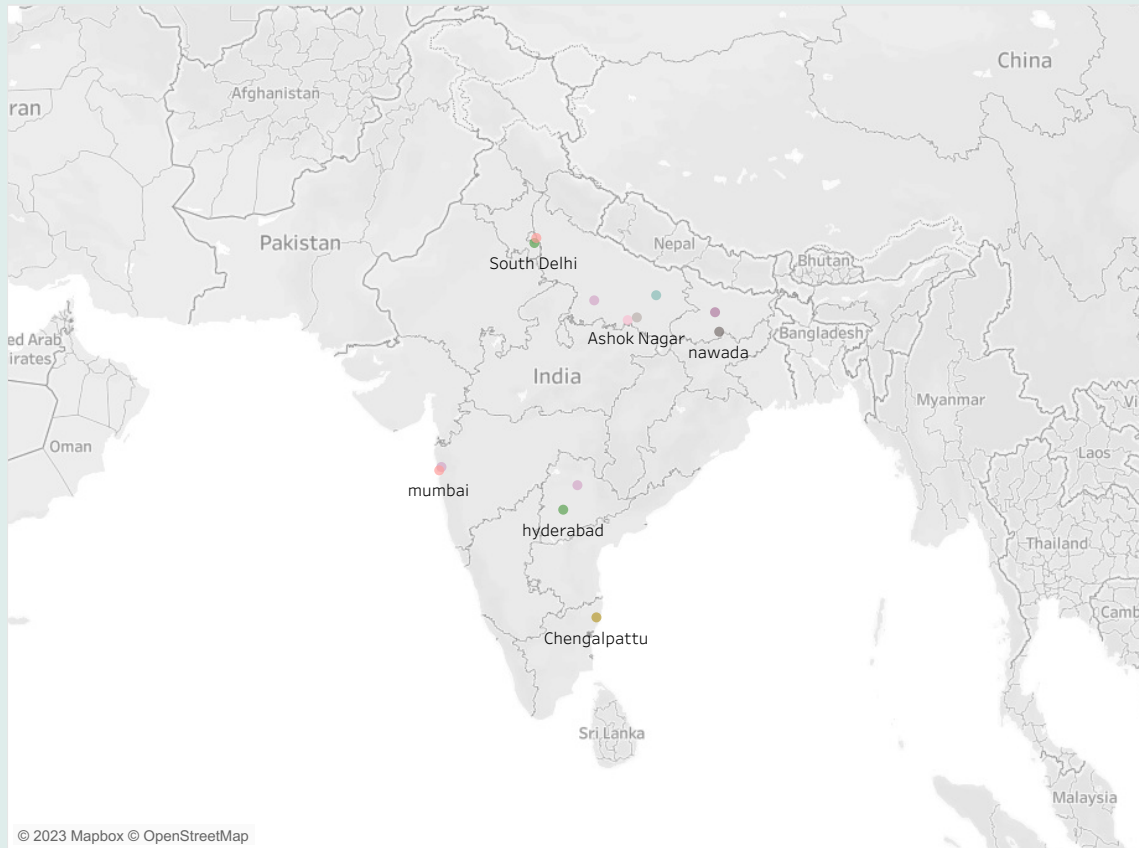 China
Afghanistan
ran
Pakistan
Nepal
Bhutan
South Delhi
Ashok Nagar
Bangladesh
nawada
ed Arab
irates
India
Myanmar
Vi
Oman
Laos
mumbai
hyderabad
Thailand
Camb
Chengalpattu
Sri Lanka
Malaysia
© 2023 Mapbox © OpenStreetMap